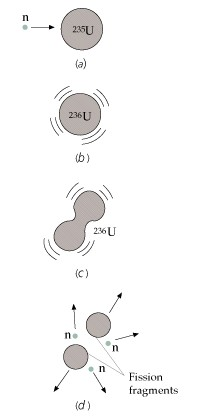 n
²³⁵U
(a)
²³⁶U
(b)
²³⁶U
(c)
n
n
n
Fission
fragments
(d)